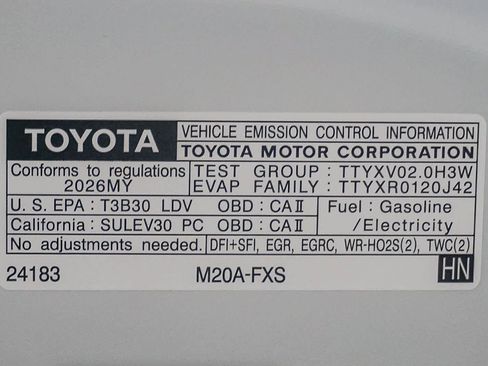 TOYOTA
VEHICLE EMISSION CONTROL INFORMATION
TOYOTA MOTOR CORPORATION
Conforms to regulations
2026MY
TEST GROUP : TTYXV02.0H3W
EVAP FAMILY : TTYXR0120J42
U.S. EPA : T3B30 LDV OBD : CAII
Fuel : Gasoline
California : SULEV30 PC OBD : CAII
/Electricity
No adjustments needed.
DFI+SFI, EGR, EGRC, WR-HO2S(2), TWC(2)
24183
M20A-FXS
HN